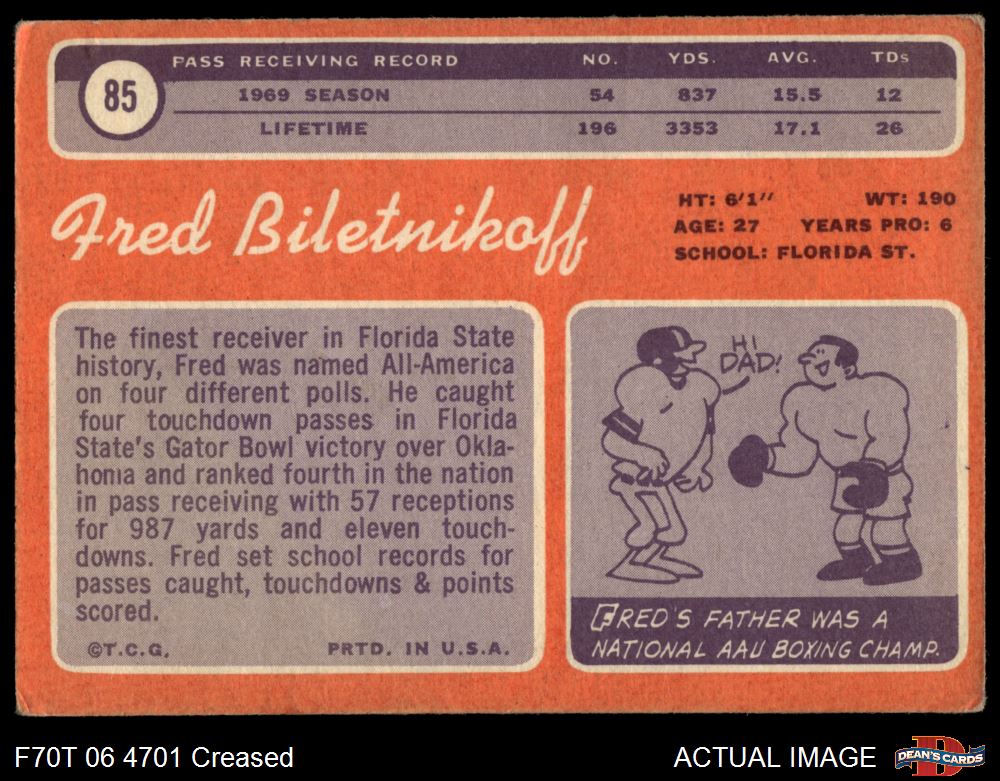 85
PASS RECEIVING RECORD NO. YDS. AVG. TDs
1969 SEASON 54 837 15.5 12
LIFETIME 196 3353 17.1 26
Fred Biletnikoff
HT: 6'1" WT: 190
AGE: 27 YEARS PRO: 6
SCHOOL: FLORIDA ST.
The finest receiver in Florida State
history, Fred was named All-America
on four different polls. He caught
four touchdown passes in Florida
State's Gator Bowl victory over Okla-
homa and ranked fourth in the nation
in pass receiving with 57 receptions
for 987 yards and eleven touch-
downs. Fred set school records for
passes caught, touchdowns & points
scored.
©T.C.G. PRTD. IN U.S.A.
HI
DAD!
FRED'S FATHER WAS A
NATIONAL AAU BOXING CHAMP.
F70T 06 4701 Creased
ACTUAL IMAGE
D
DEAN'S CARDS